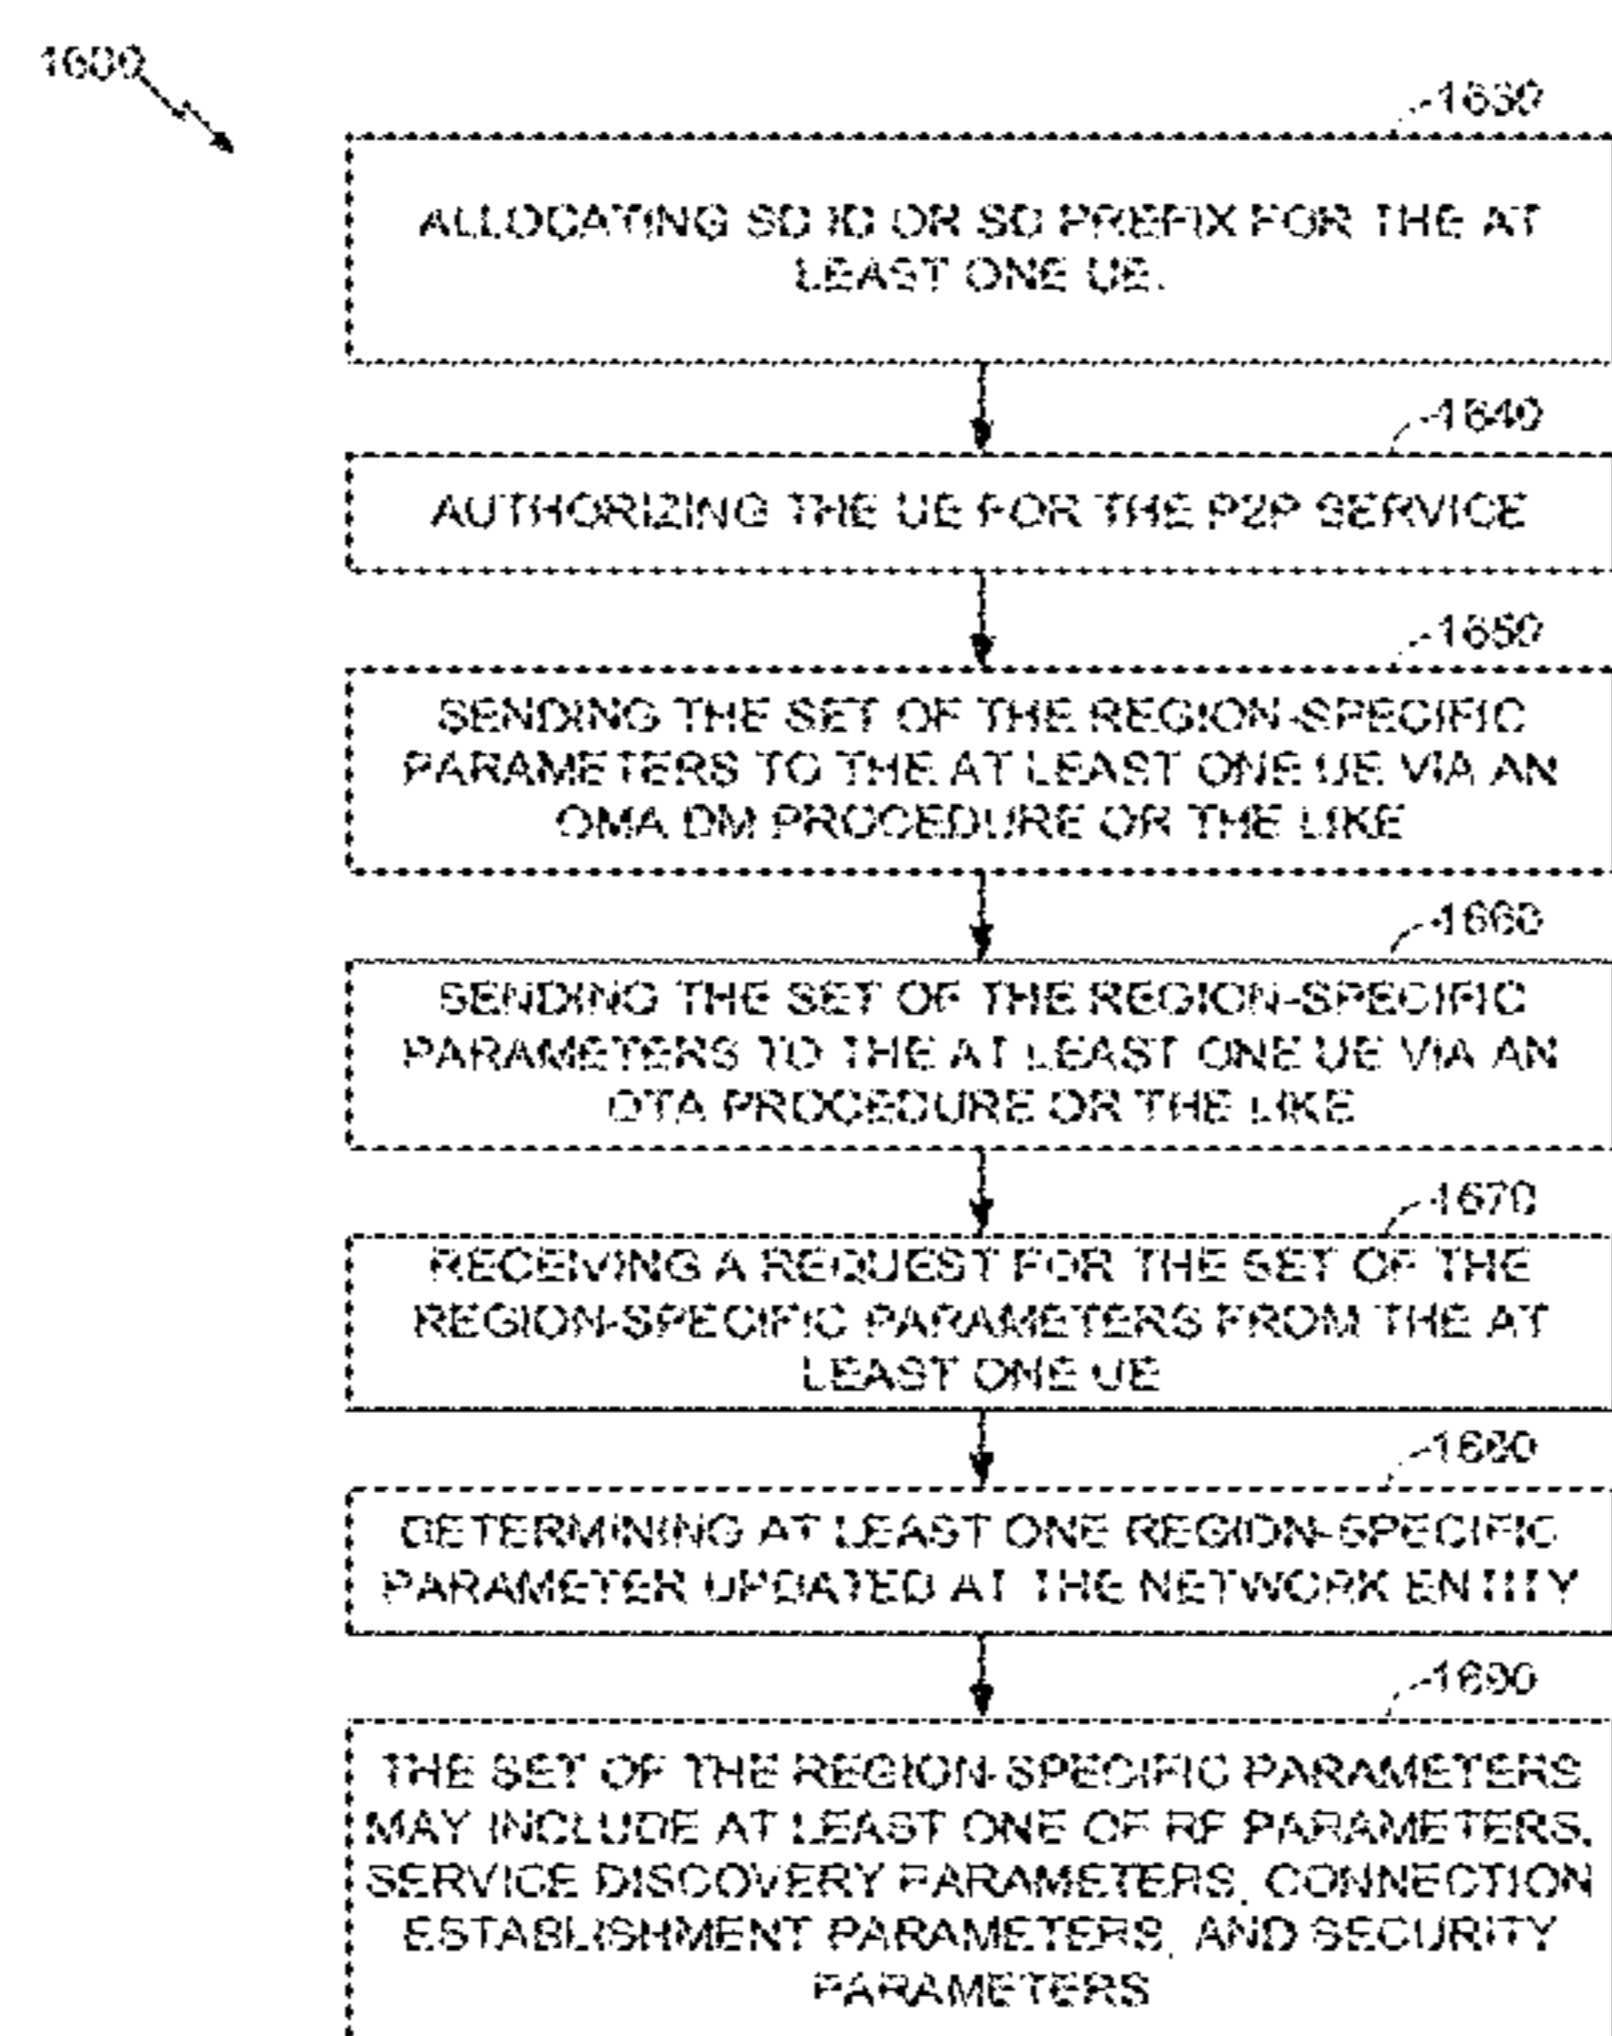 1600
1630
ALLOCATING SD ID OR SD PREFIX FOR THE AT
LEAST ONE UE.
1640
AUTHORIZING THE UE FOR THE P2P SERVICE
1650
SENDING THE SET OF THE REGION-SPECIFIC
PARAMETERS TO THE AT LEAST ONE UE VIA AN
OMA DM PROCEDURE OR THE LIKE
1660
SENDING THE SET OF THE REGION-SPECIFIC
PARAMETERS TO THE AT LEAST ONE UE VIA AN
OTA PROCEDURE OR THE LIKE
1670
RECEIVING A REQUEST FOR THE SET OF THE
REGION-SPECIFIC PARAMETERS FROM THE AT
LEAST ONE UE
1680
DETERMINING AT LEAST ONE REGION-SPECIFIC
PARAMETER UPDATED AT THE NETWORK ENTITY
1690
THE SET OF THE REGION-SPECIFIC PARAMETERS
MAY INCLUDE AT LEAST ONE OF RF PARAMETERS,
SERVICE DISCOVERY PARAMETERS, CONNECTION
ESTABLISHMENT PARAMETERS, AND SECURITY
PARAMETERS